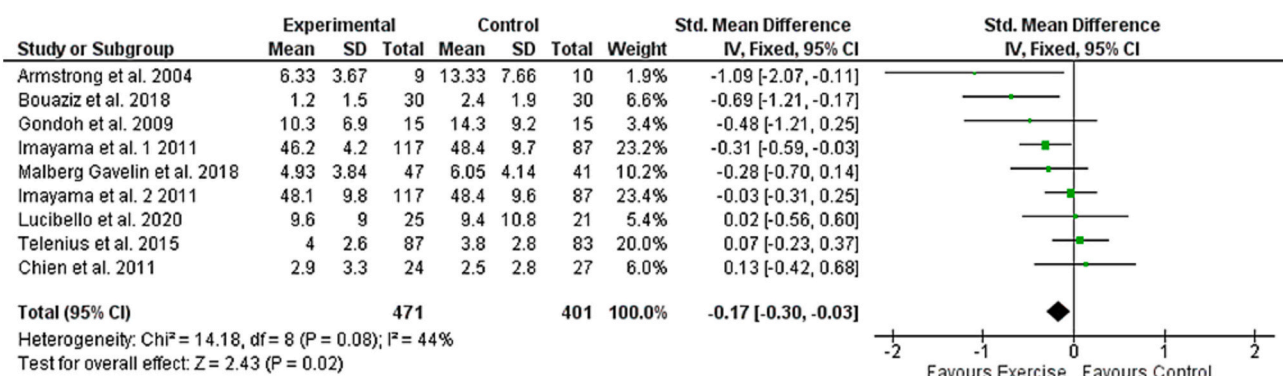 Experimental Control Std. Mean Difference Std. Mean Difference
Study or Subgroup Mean SD Total Mean SD Total Weight IV, Fixed, 95% CI IV, Fixed, 95% CI
Armstrong et al. 2004 6.33 3.67 9 13.33 7.66 10 1.9% -1.09 [-2.07, -0.11]
Bouaziz et al. 2018 1.2 1.5 30 2.4 1.9 30 6.6% -0.69 [-1.21, -0.17]
Gondoh et al. 2009 10.3 6.9 15 14.3 9.2 15 3.4% -0.48 [-1.21, 0.25]
Imayama et al. 1 2011 46.2 4.2 117 48.4 9.7 87 23.2% -0.31 [-0.59, -0.03]
Malberg Gavelin et al. 2018 4.93 3.84 47 6.05 4.14 41 10.2% -0.28 [-0.70, 0.14]
Imayama et al. 2 2011 48.1 9.8 117 48.4 9.6 87 23.4% -0.03 [-0.31, 0.25]
Lucibello et al. 2020 9.6 9 25 9.4 10.8 21 5.4% 0.02 [-0.56, 0.60]
Telenius et al. 2015 4 2.6 87 3.8 2.8 83 20.0% 0.07 [-0.23, 0.37]
Chien et al. 2011 2.9 3.3 24 2.5 2.8 27 6.0% 0.13 [-0.42, 0.68]
Total (95% CI) 471 401 100.0% -0.17 [-0.30, -0.03]
Heterogeneity: Chi² = 14.18, df = 8 (P = 0.08); I² = 44%
Test for overall effect: Z = 2.43 (P = 0.02)
-2 -1 0 1 2
Favours Exercise Favours Control